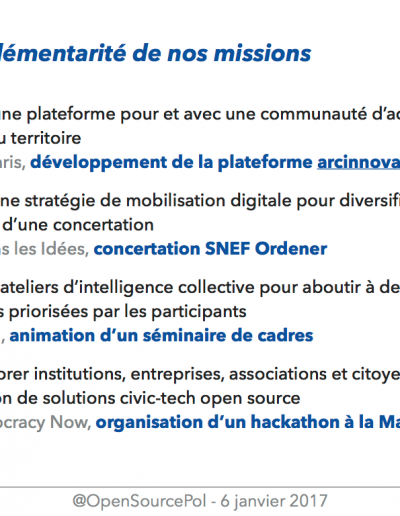 lémentarité de nos missions
ne plateforme pour et avec une communauté d'ac
u territoire
ris, développement de la plateforme arcinnova
ne stratégie de mobilisation digitale pour diversifi
d'une concertation
s les Idées, concertation SNEF Ordener
ateliers d'intelligence collective pour aboutir à de
s priorisées par les participants
, animation d'un séminaire de cadres
orer institutions, entreprises, associations et citoye
on de solutions civic-tech open source
ocracy Now, organisation d'un hackathon à la Ma
@OpenSourcePol - 6 janvier 2017